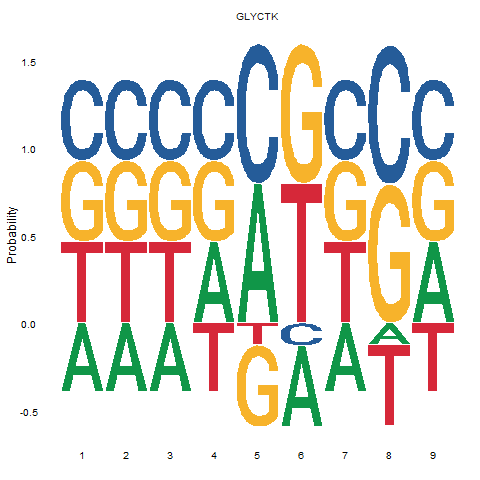 GLYCTK
Probability
1.5
1.0
0.5
0.0
-0.5
C C C C C G C C C
G G G G A T G G G
T T T A T C T A A
A A A T G A A T T
1 2 3 4 5 6 7 8 9